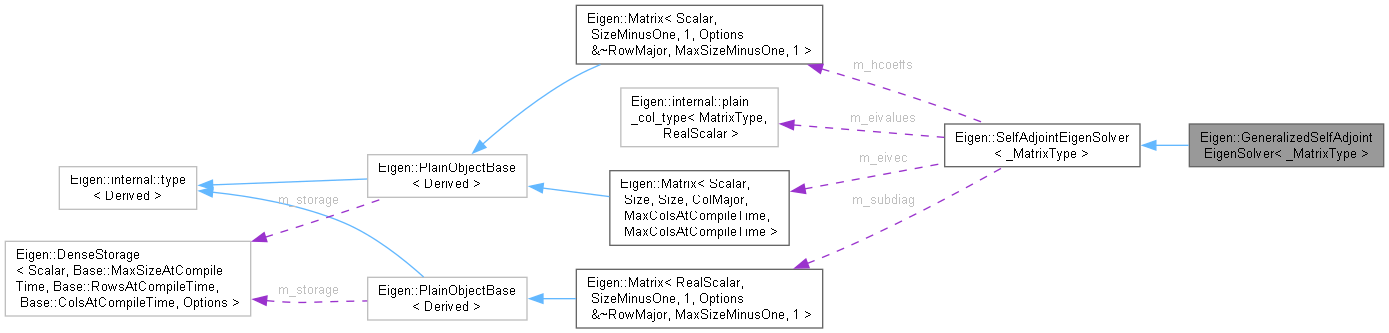 Eigen::Matrix< Scalar,
SizeMinusOne, 1, Options
&~RowMajor, MaxSizeMinusOne, 1 >
m_hcoeffs
Eigen::internal::plain
_col_type< MatrixType,
RealScalar >
m_eivalues
Eigen::SelfAdjointEigenSolver
< _MatrixType >
Eigen::GeneralizedSelfAdjoint
EigenSolver< _MatrixType >
Eigen::PlainObjectBase
< Derived >
m_eivec
Eigen::internal::type
< Derived >
m_storage
Eigen::Matrix< Scalar,
Size, Size, ColMajor,
MaxColsAtCompileTime,
MaxColsAtCompileTime >
m_subdiag
Eigen::DenseStorage
< Scalar, Base::MaxSizeAtCompile
Time, Base::RowsAtCompileTime,
Base::ColsAtCompileTime, Options >
m_storage
Eigen::PlainObjectBase
< Derived >
Eigen::Matrix< RealScalar,
SizeMinusOne, 1, Options
&~RowMajor, MaxSizeMinusOne, 1 >